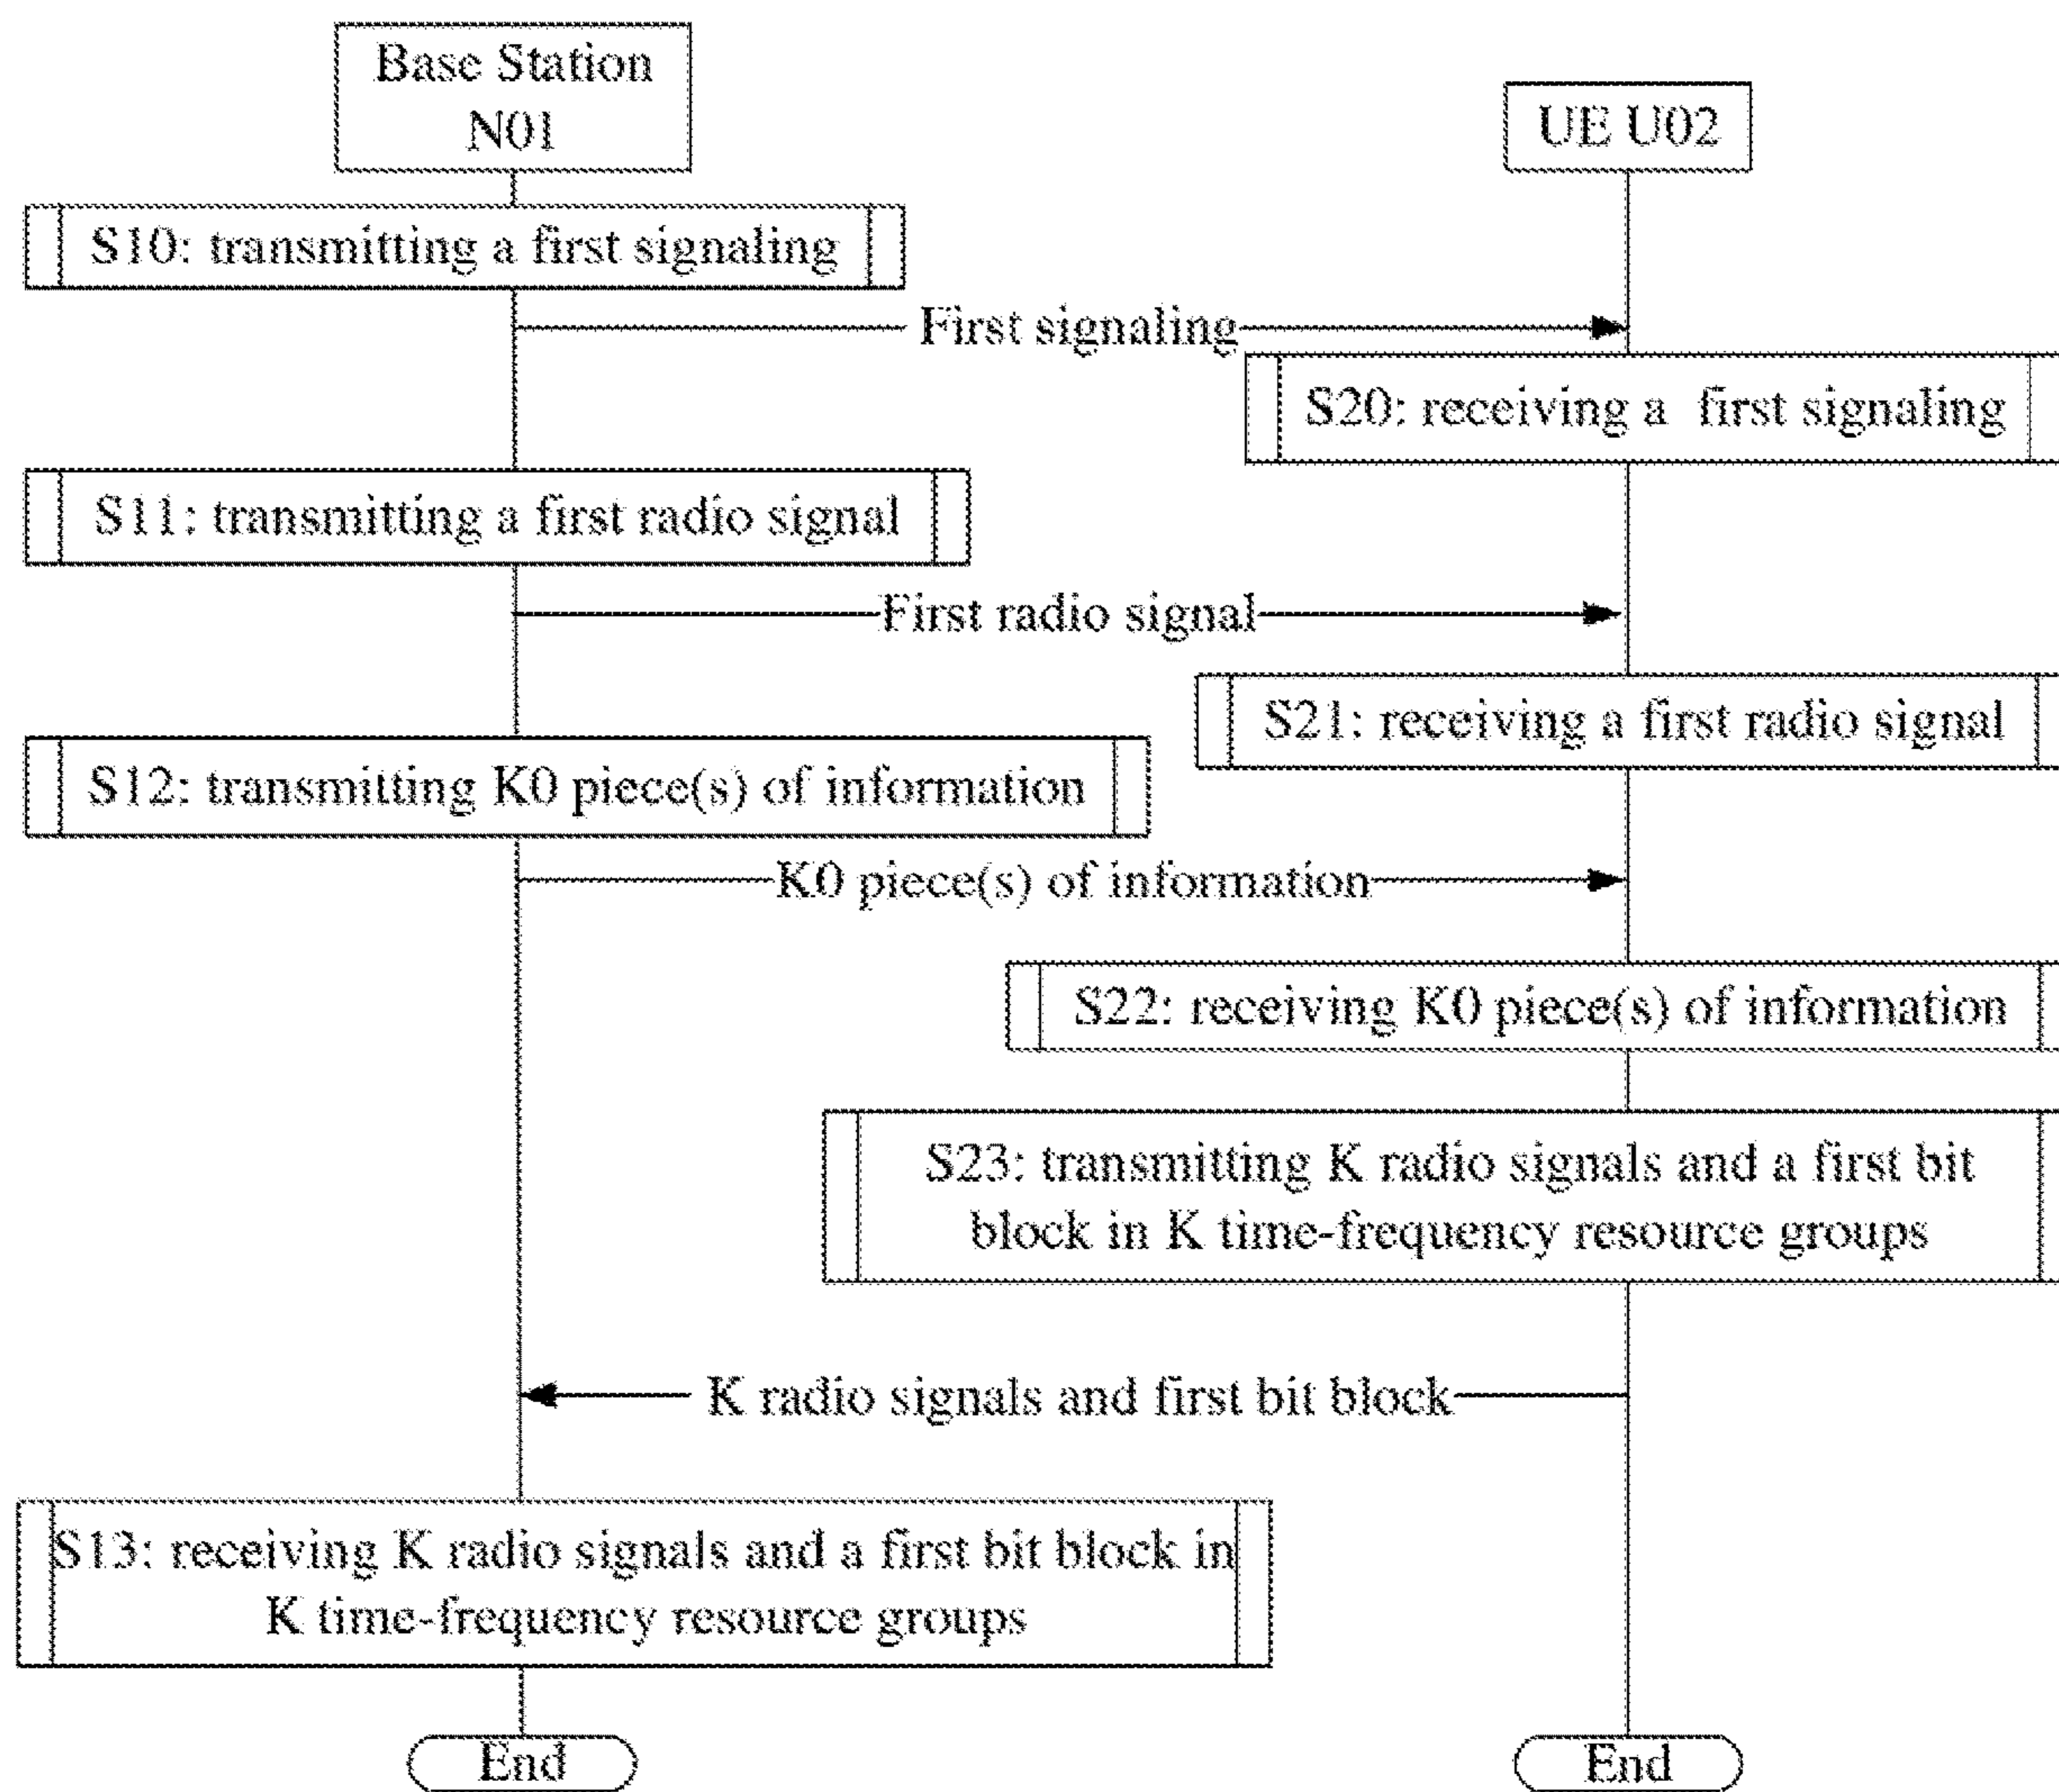 Base Station
N01
UE U02
S10: transmitting a first signaling
First signaling
S20: receiving a first signaling
S11: transmitting a first radio signal
First radio signal
S21: receiving a first radio signal
S12: transmitting K0 piece(s) of information
K0 piece(s) of information
S22: receiving K0 piece(s) of information
S23: transmitting K radio signals and a first bit
block in K time-frequency resource groups
K radio signals and first bit block
S13: receiving K radio signals and a first bit block in
K time-frequency resource groups
End
End